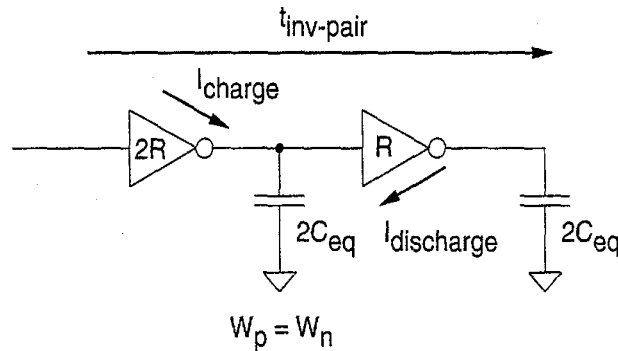 t_inv-pair
I_charge
2R
R
2C_eq
I_discharge
2C_eq
W_p = W_n